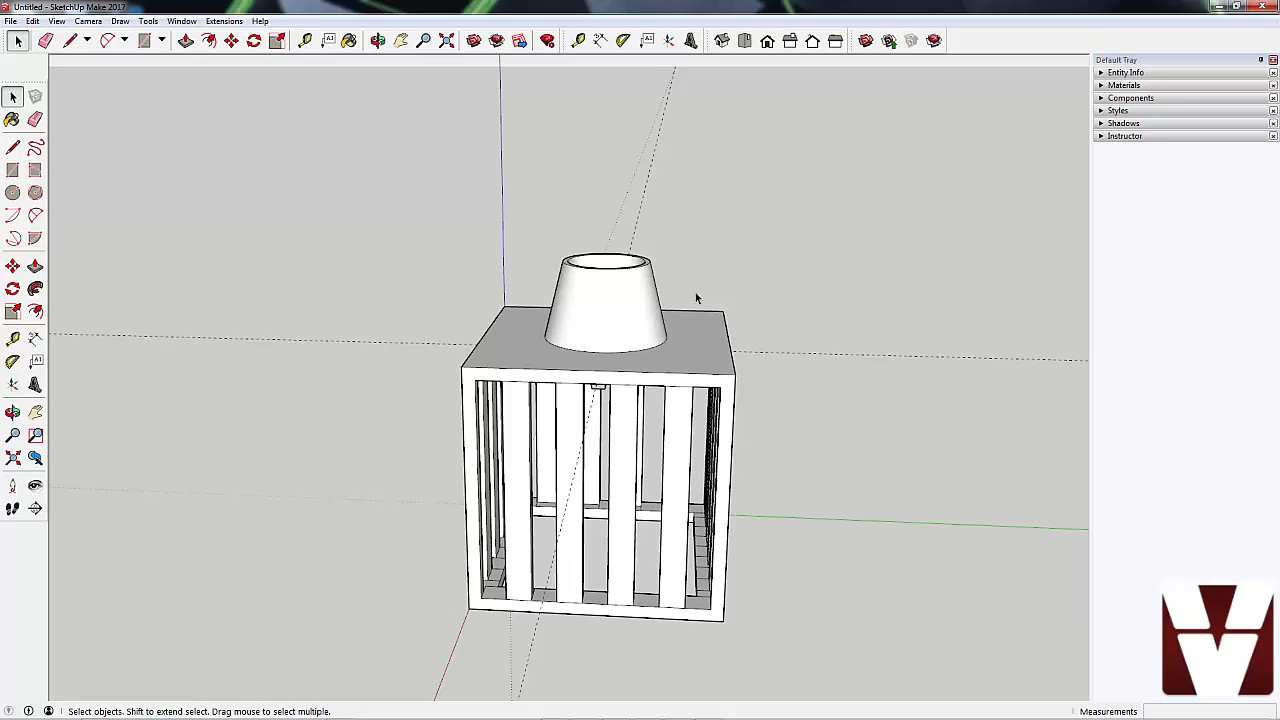 Untitled - SketchUp Make 2017
File Edit View Camera Draw Tools Window Extensions Help
Default Tray
Entity Info
Materials
Components
Styles
Shadows
Instructor
Select objects. Shift to extend select. Drag mouse to select multiple.
Measurements